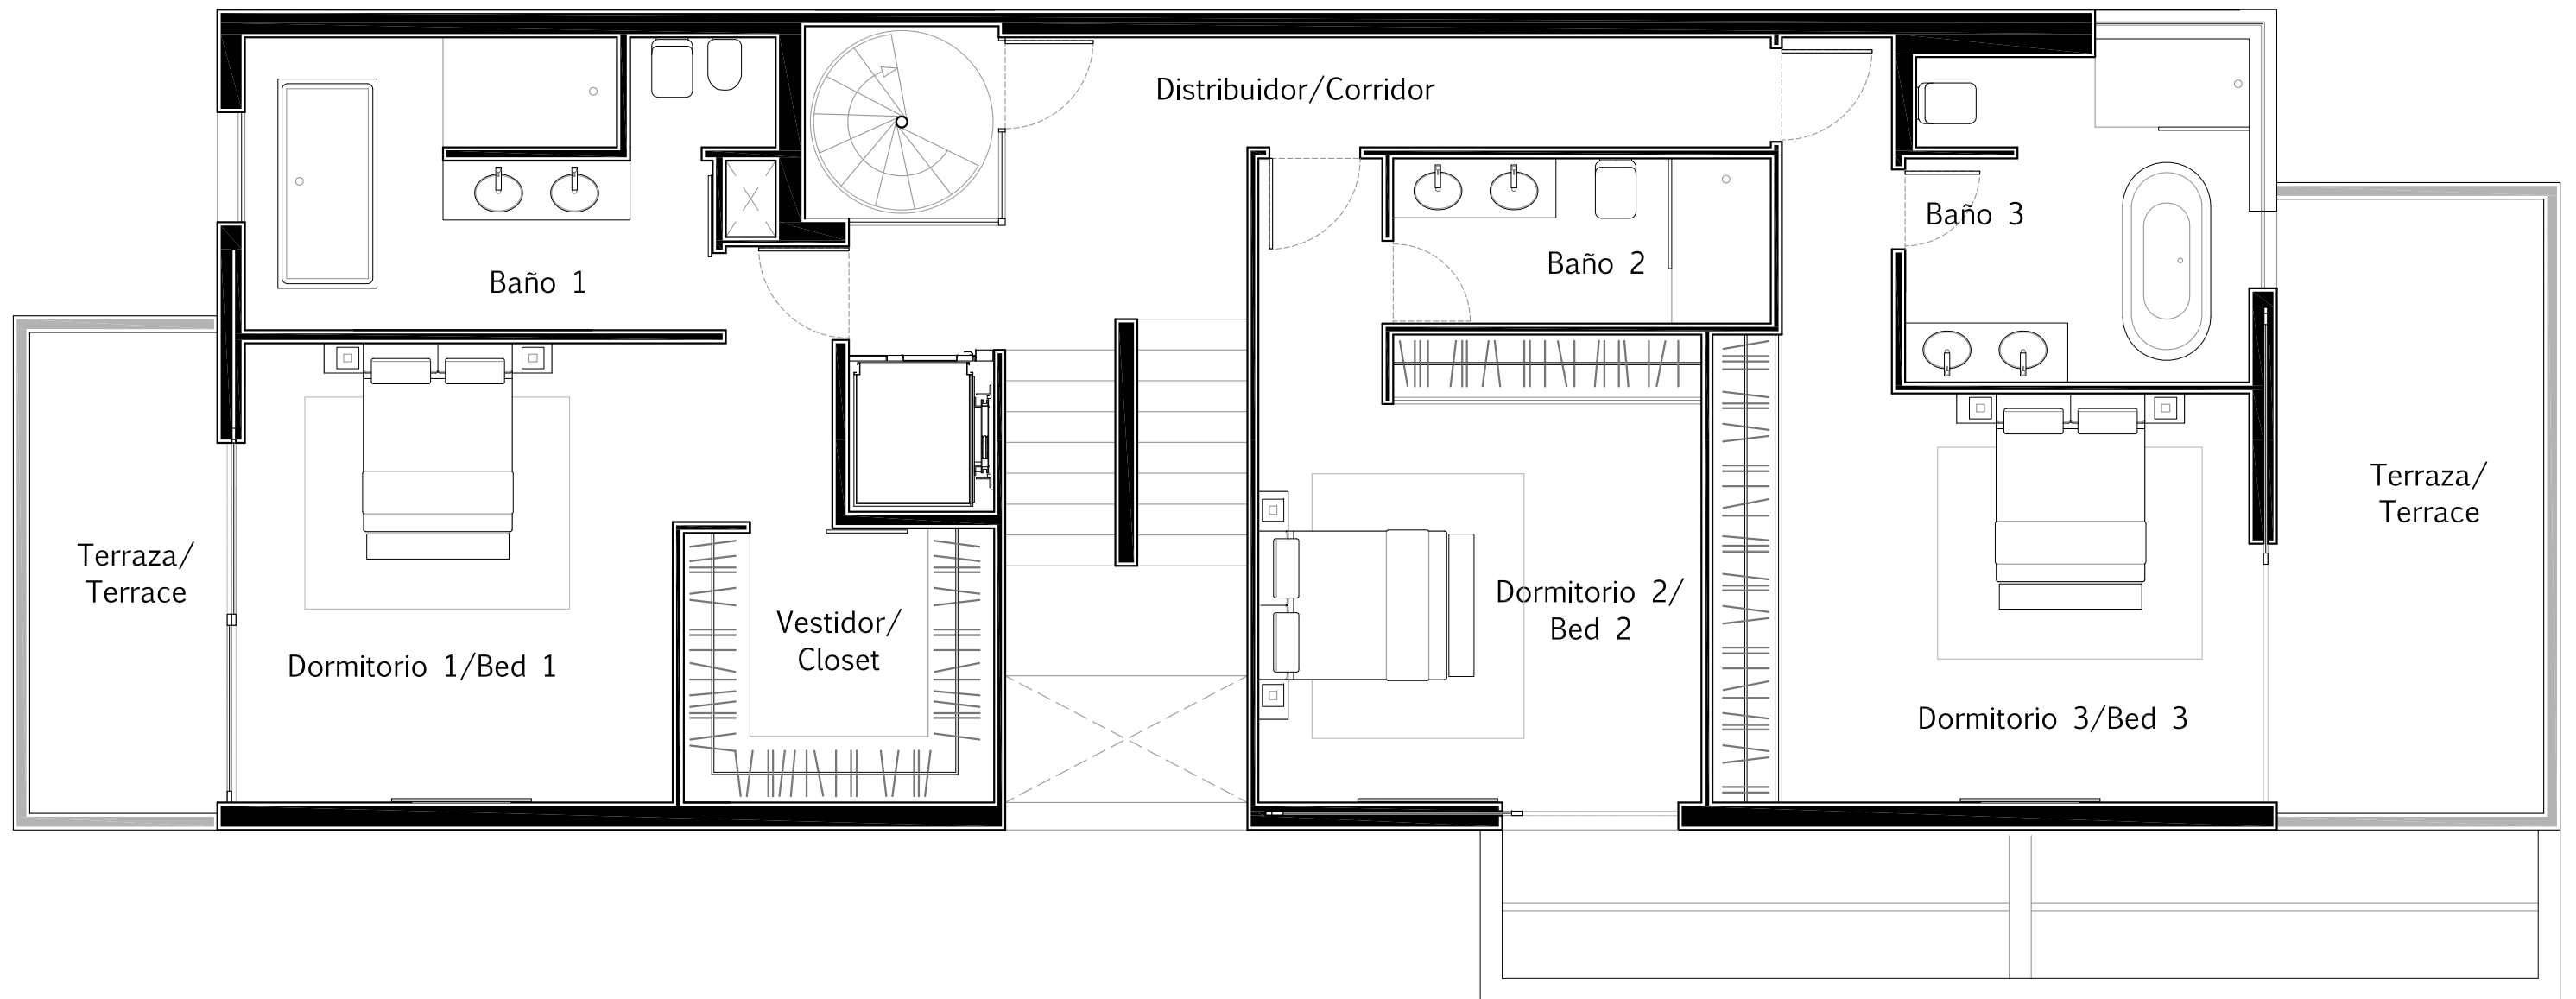 Distribuidor/Corridor
Baño 1
Baño 2
Baño 3
Terraza/
Terrace
Dormitorio 1/Bed 1
Vestidor/
Closet
Dormitorio 2/
Bed 2
Dormitorio 3/Bed 3
Terraza/
Terrace